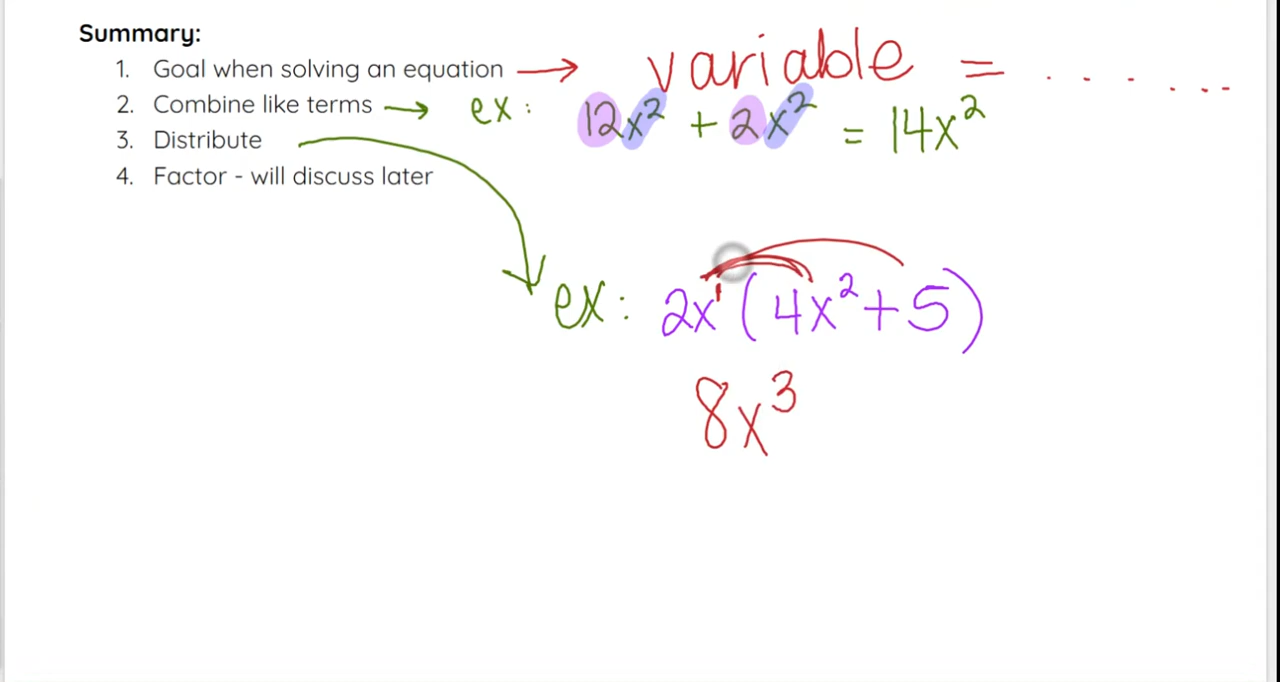 Summary:
1. Goal when solving an equation → variable = . . . . . . .
2. Combine like terms → ex: 12x² + 2x² = 14x²
3. Distribute
4. Factor - will discuss later
ex: 2x¹(4x²+5)
8x³